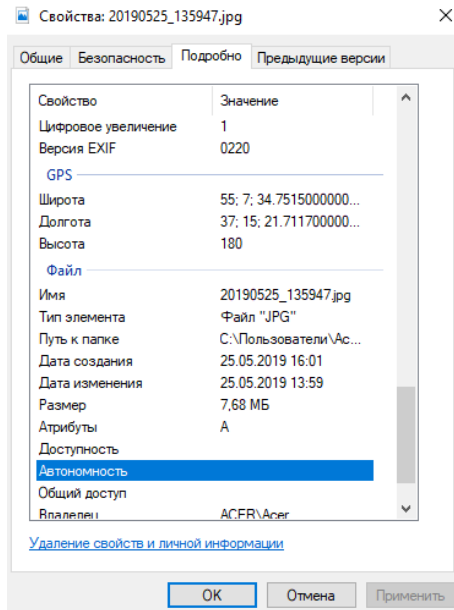 Свойства: 20190525_135947.jpg
Общие Безопасность Подробно Предыдущие версии
Свойство Значение
Цифровое увеличение 1
Версия EXIF 0220
GPS
Широта 55; 7; 34.7515000000...
Долгота 37; 15; 21.711700000...
Высота 180
Файл
Имя 20190525_135947.jpg
Тип элемента Файл "JPG"
Путь к папке C:\Пользователи\Ac...
Дата создания 25.05.2019 16:01
Дата изменения 25.05.2019 13:59
Размер 7,68 МБ
Атрибуты A
Доступность
Автономность
Общий доступ
Владелец ACER\Acer
Удаление свойств и личной информации
OK Отмена Применить